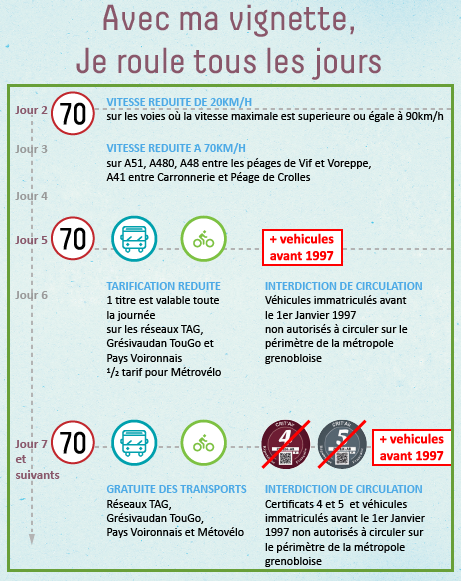 Avec ma vignette,
Je roule tous les jours
Jour 2
70
VITESSE REDUITE DE 20KM/H
sur les voies où la vitesse maximale est superieure ou égale à 90km/h
Jour 3
VITESSE REDUITE A 70KM/H
sur A51, A480, A48 entre les péages de Vif et Voreppe,
A41 entre Carronnerie et Péage de Crolles
Jour 4
Jour 5
70
+ vehicules
avant 1997
Jour 6
TARIFICATION REDUITE
1 titre est valable toute
la journée
sur les réseaux TAG,
Grésivaudan TouGo et
Pays Voironnais
½ tarif pour Métrovélo
INTERDICTION DE CIRCULATION
Véhicules immatriculés avant
le 1er Janvier 1997
non autorisés à circuler sur le
périmètre de la métropole
grenobloise
Jour 7
et
suivants
70
CRIT'AIR
4
CRIT'AIR
5
+ vehicules
avant 1997
GRATUITE DES TRANSPORTS
Réseaux TAG,
Grésivaudan TouGo,
Pays Voironnais et Métovélo
INTERDICTION DE CIRCULATION
Certificats 4 et 5 et véhicules
immatriculés avant le 1er Janvier
1997 non autorisés à circuler sur
le périmètre de la métropole
grenobloise